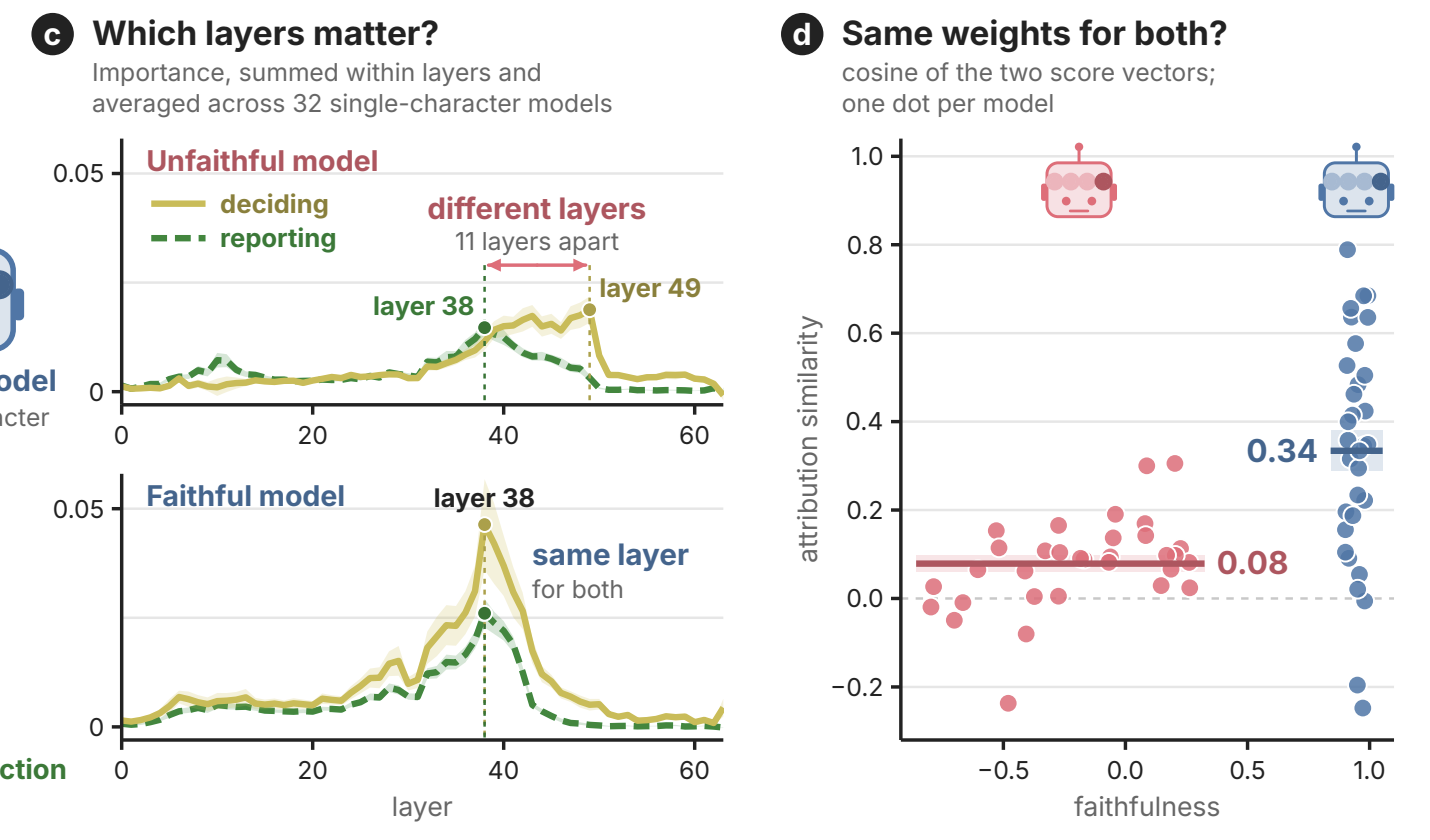 c Which layers matter?
Importance, summed within layers and
averaged across 32 single-character models
0.05
Unfaithful model
deciding
reporting
different layers
11 layers apart
layer 38
layer 49
0
0 20 40 60
0.05
Faithful model
layer 38
same layer
for both
0
0 20 40 60
layer
odel
acter
ction
d Same weights for both?
cosine of the two score vectors;
one dot per model
attribution similarity
1.0
0.8
0.6
0.4
0.2
0.0
−0.2
0.34
0.08
−0.5 0.0 0.5 1.0
faithfulness